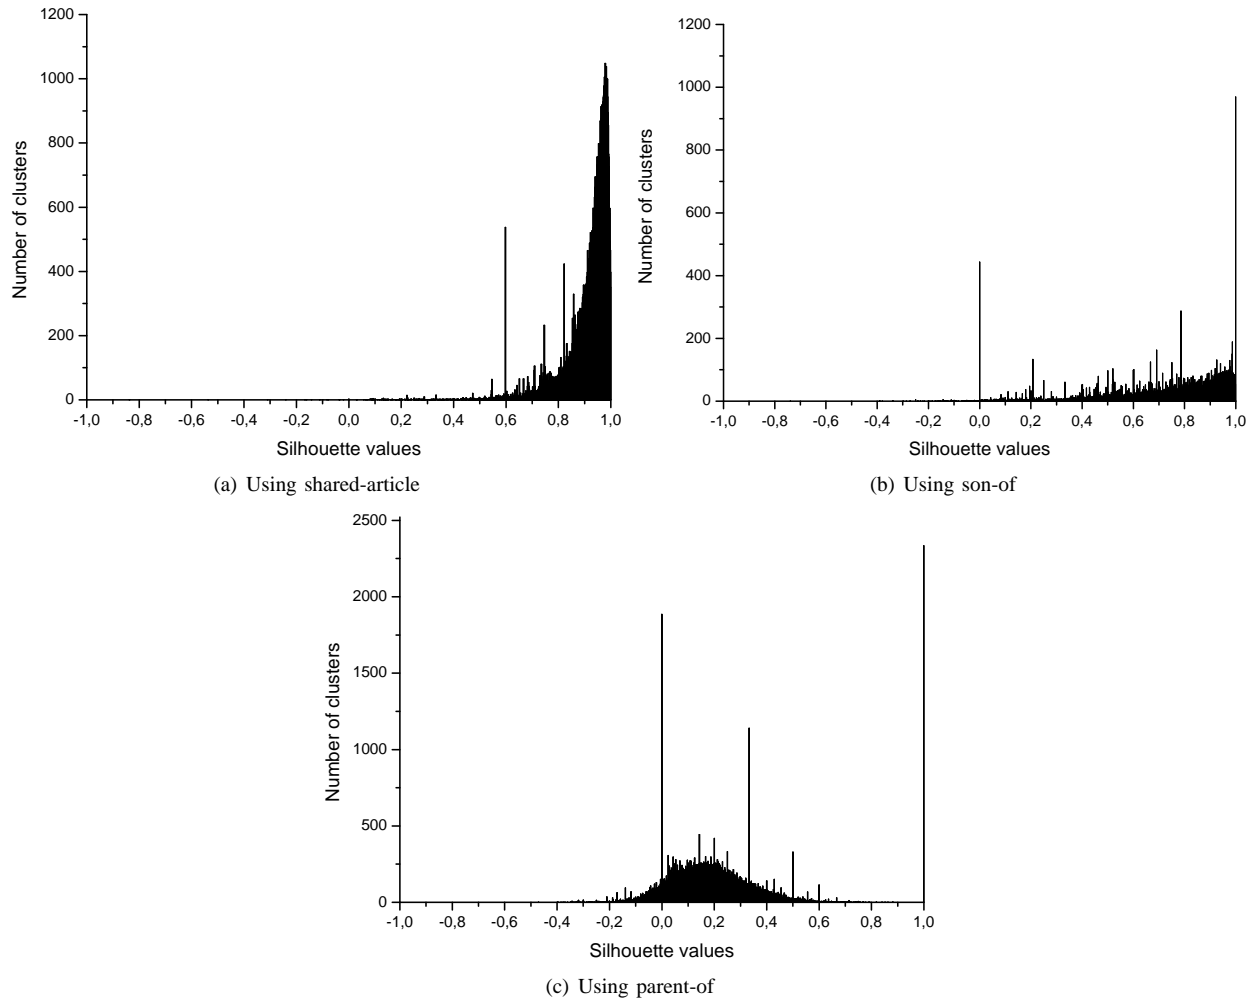 1200
1000
800
600
400
200
0
Number of clusters
-1,0 -0,8 -0,6 -0,4 -0,2 0,0 0,2 0,4 0,6 0,8 1,0
Silhouette values
(a) Using shared-article
1200
1000
800
600
400
200
0
Number of clusters
-1,0 -0,8 -0,6 -0,4 -0,2 0,0 0,2 0,4 0,6 0,8 1,0
Silhouette values
(b) Using son-of
2500
2000
1500
1000
500
0
Number of clusters
-1,0 -0,8 -0,6 -0,4 -0,2 0,0 0,2 0,4 0,6 0,8 1,0
Silhouette values
(c) Using parent-of